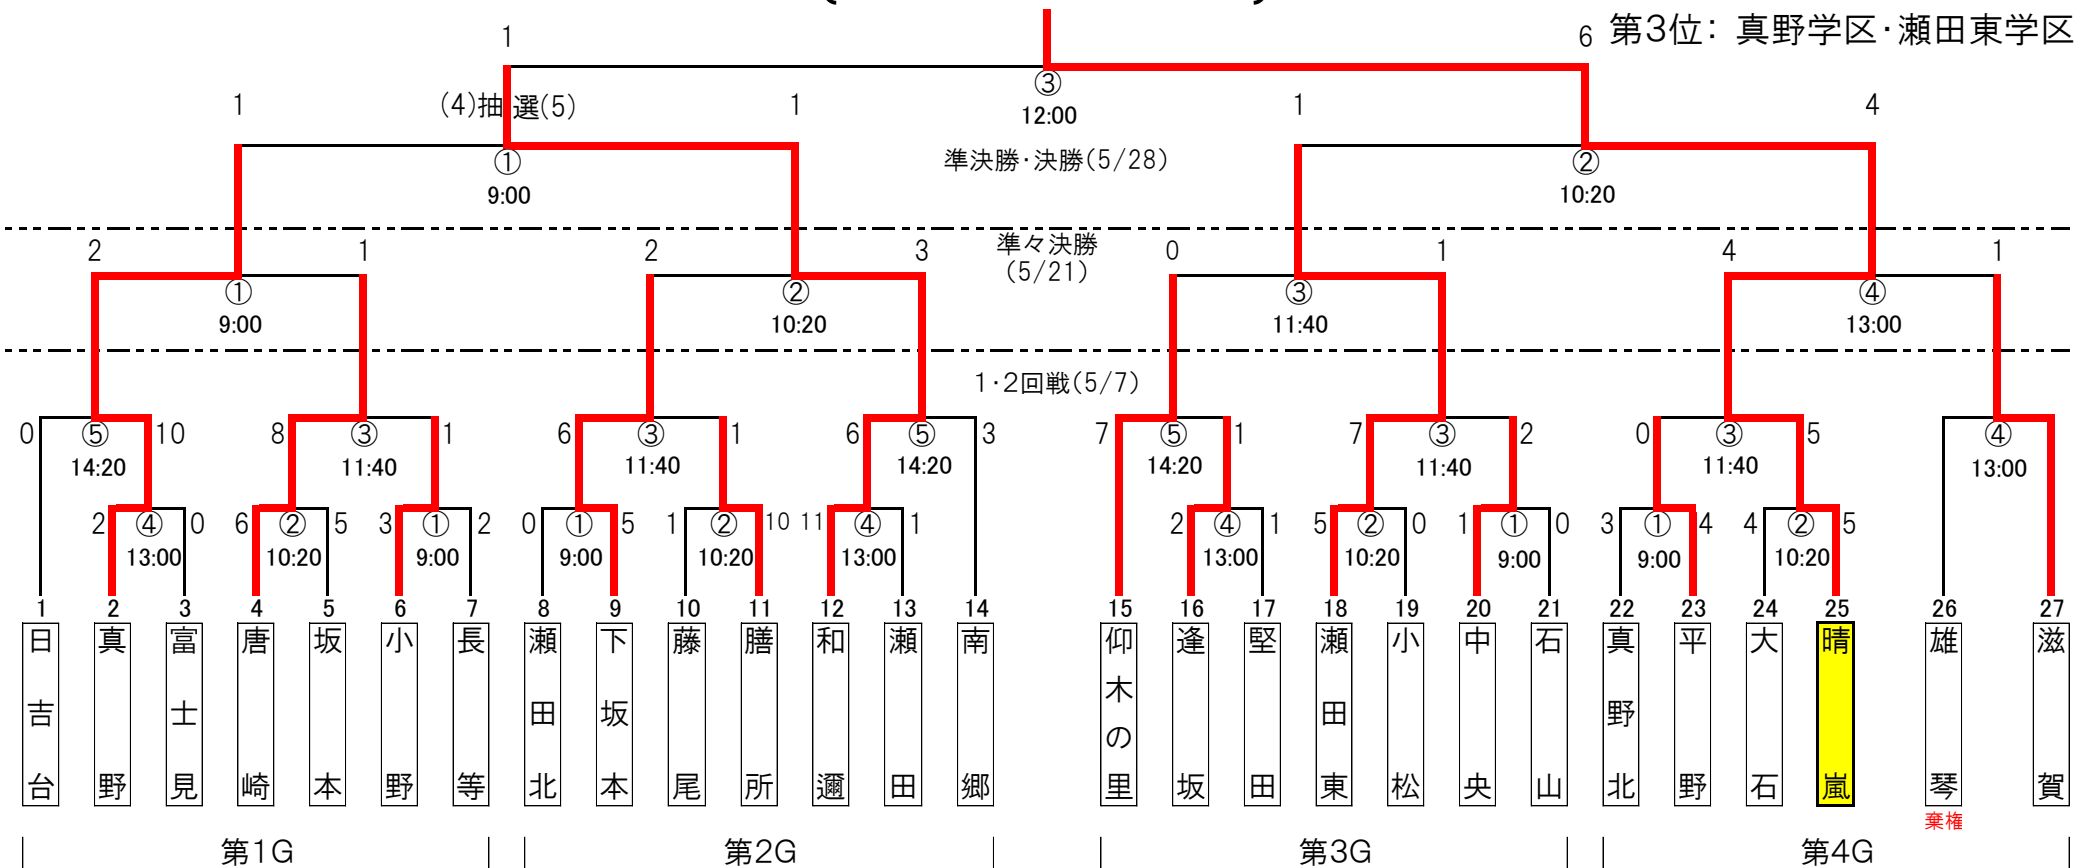 1
6
第3位：真野学区・瀬田東学区
③
1
(4)抽選(5)
1
12:00
1
4
①
準決勝・決勝(5/28)
②
9:00
10:20
2
1
2
3
準々決勝
(5/21)
0
1
4
1
①
②
③
④
9:00
10:20
11:40
13:00
1・2回戦(5/7)
0 ⑤ 10 8 ③ 1 6 ③ 1 6 ⑤ 3 7 ⑤ 1 7 ③ 2 0 ③ 5 ④
14:20 11:40 11:40 14:20 14:20 11:40 11:40 13:00
2 ④ 0 6 ② 5 3 ① 2 0 ① 5 1 ② 10 11 ④ 1 2 ④ 1 5 ② 0 1 ① 0 3 ① 4 4 ② 5
13:00 10:20 9:00 9:00 10:20 13:00 13:00 10:20 9:00 9:00 10:20
1 2 3 4 5 6 7 8 9 10 11 12 13 14 15 16 17 18 19 20 21 22 23 24 25 26 27
日吉台
真野
富士見
唐崎
坂本
小野
長等
瀬田北
下坂本
藤尾
膳所
和邇
瀬田
南郷
仰木の里
逢坂
堅田
瀬田東
小松
中央
石山
真野北
平野
大石
晴嵐
雄琴
滋賀
棄権
第1G
第2G
第3G
第4G